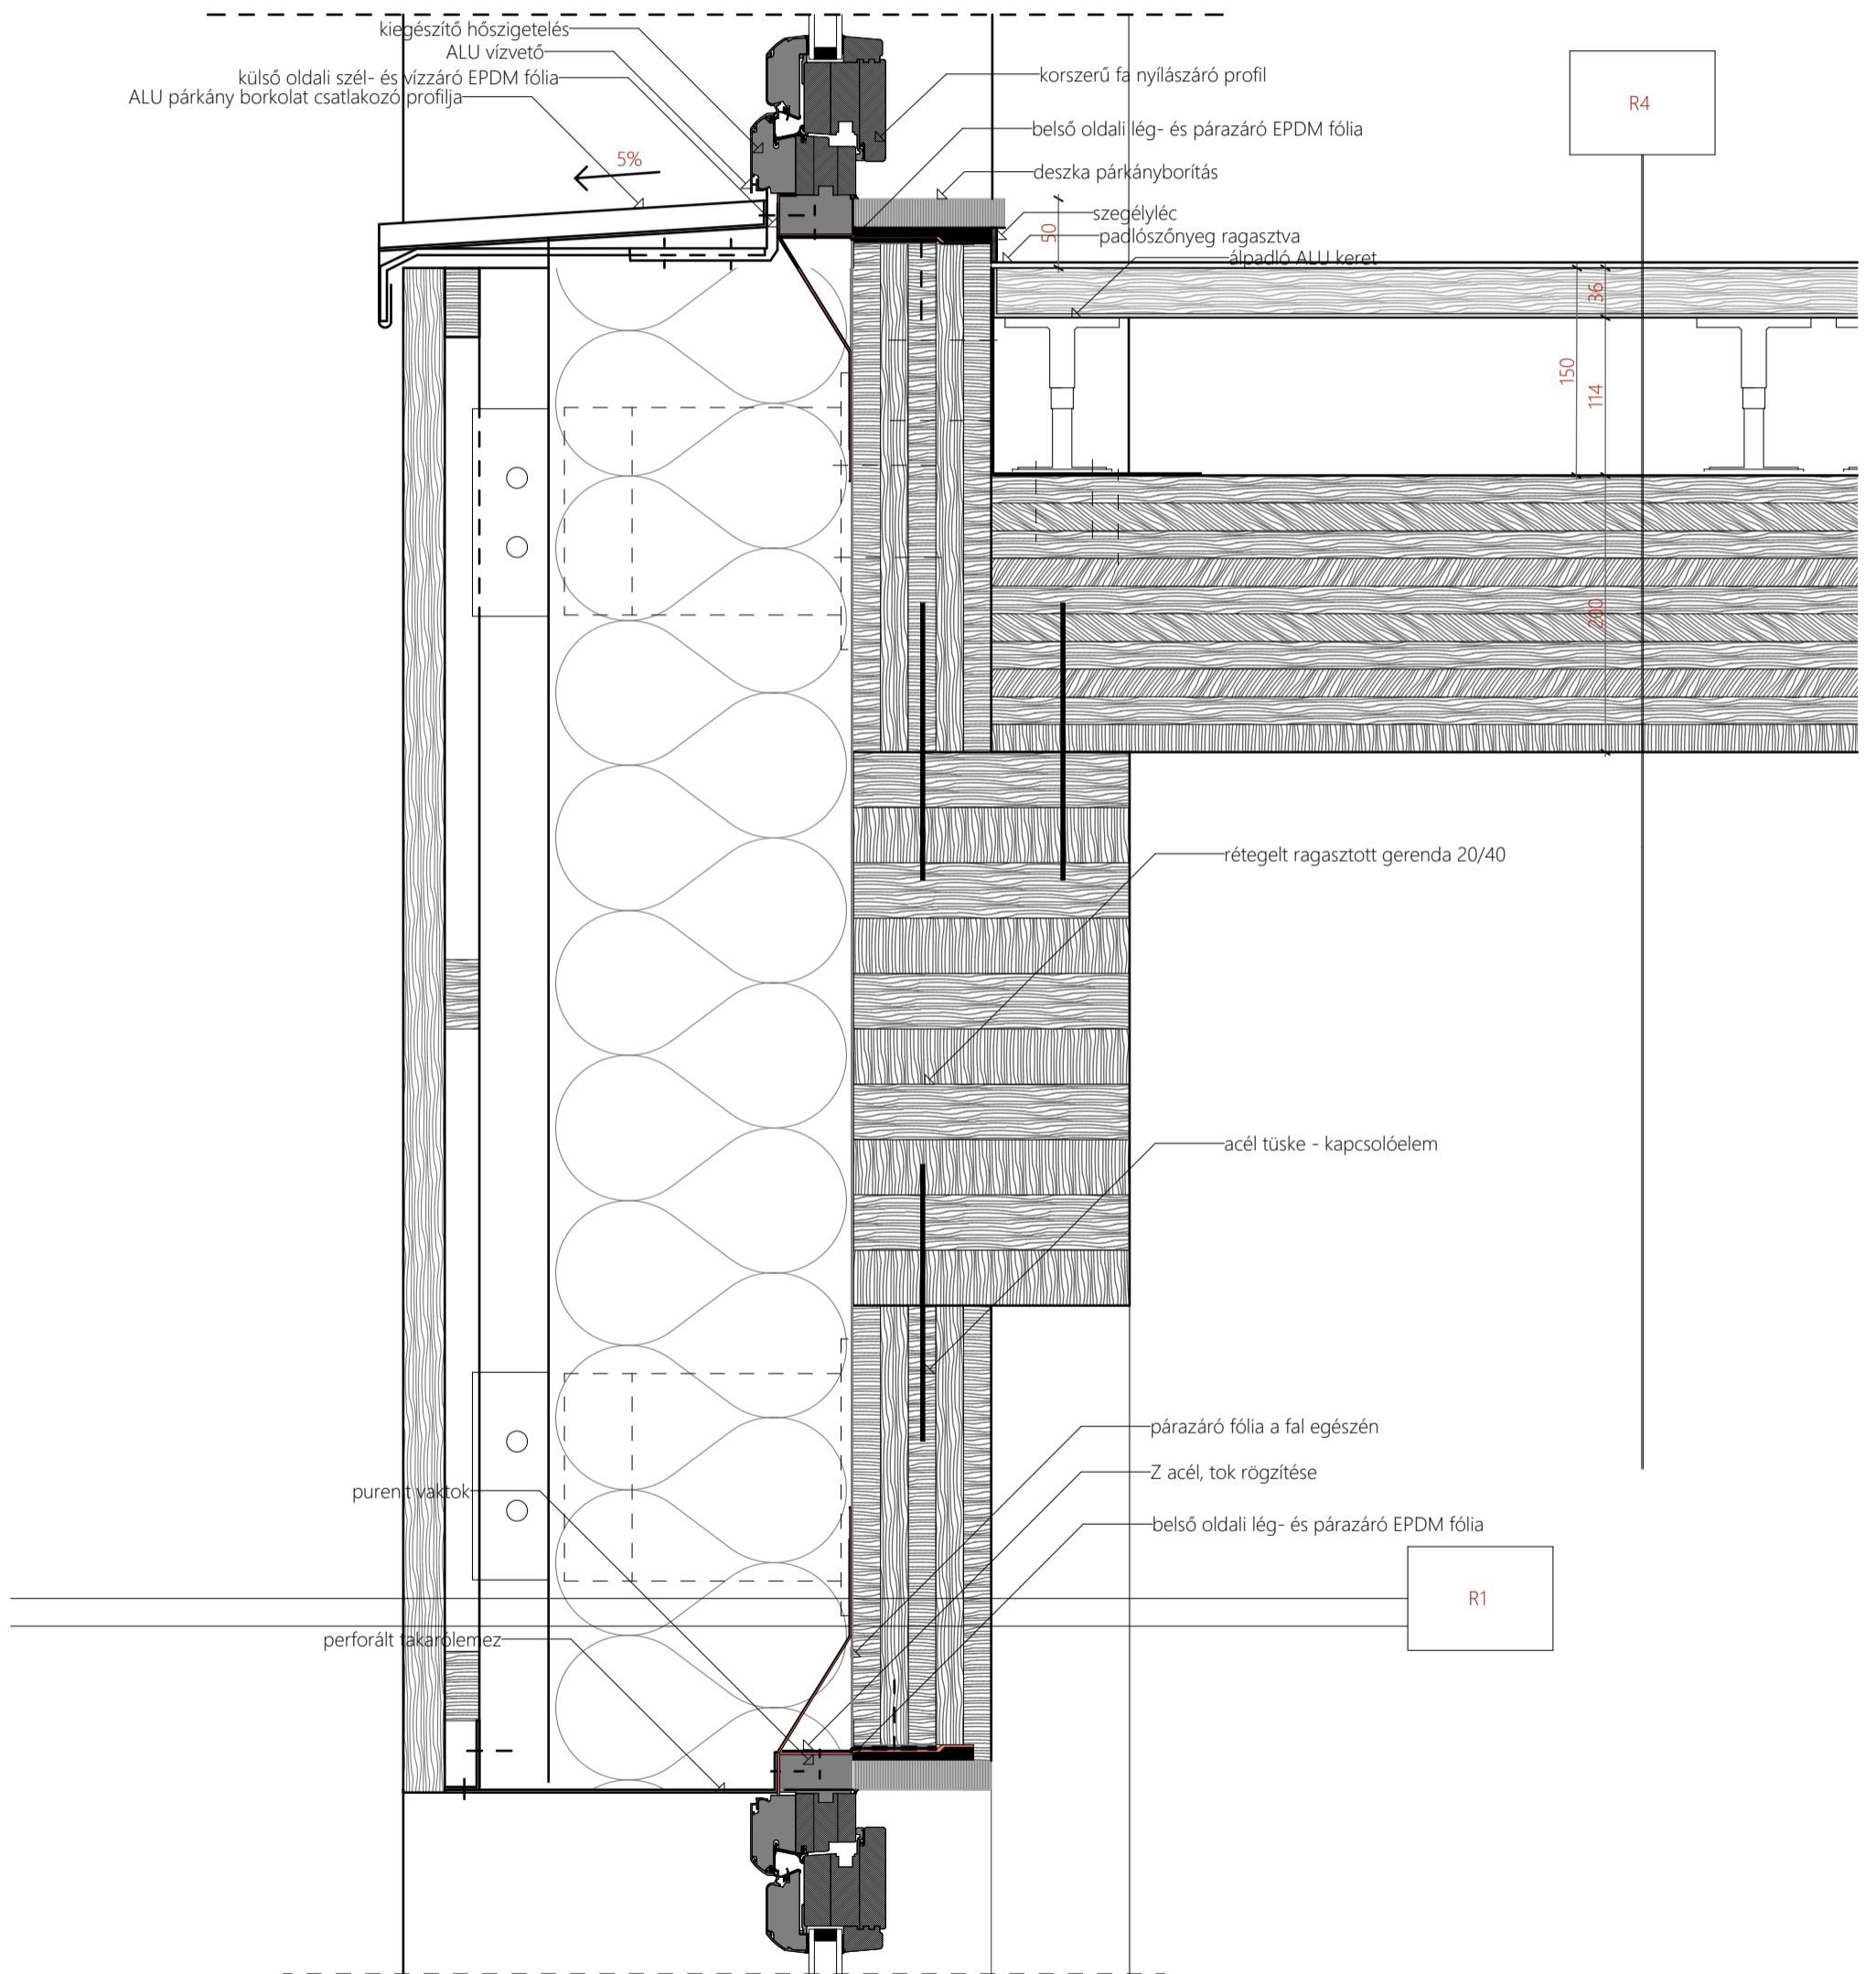 kiegészítő hőszigetelés
ALU vízvető
külső oldali szél- és vízzáró EPDM fólia
ALU párkány borkolat csatlakozó profilja
5%
korszerű fa nyílászáró profil
belső oldali lég- és párazáró EPDM fólia
deszka párkányborítás
szegélyléc
padlószőnyeg ragasztva
álpadló ALU keret
50
R4
36
150
114
200
rétegelt ragasztott gerenda 20/40
acél tüske - kapcsolóelem
párazáró fólia a fal egészén
Z acél, tok rögzítése
belső oldali lég- és párazáró EPDM fólia
R1
purenit vaktok
perforált takarólemez